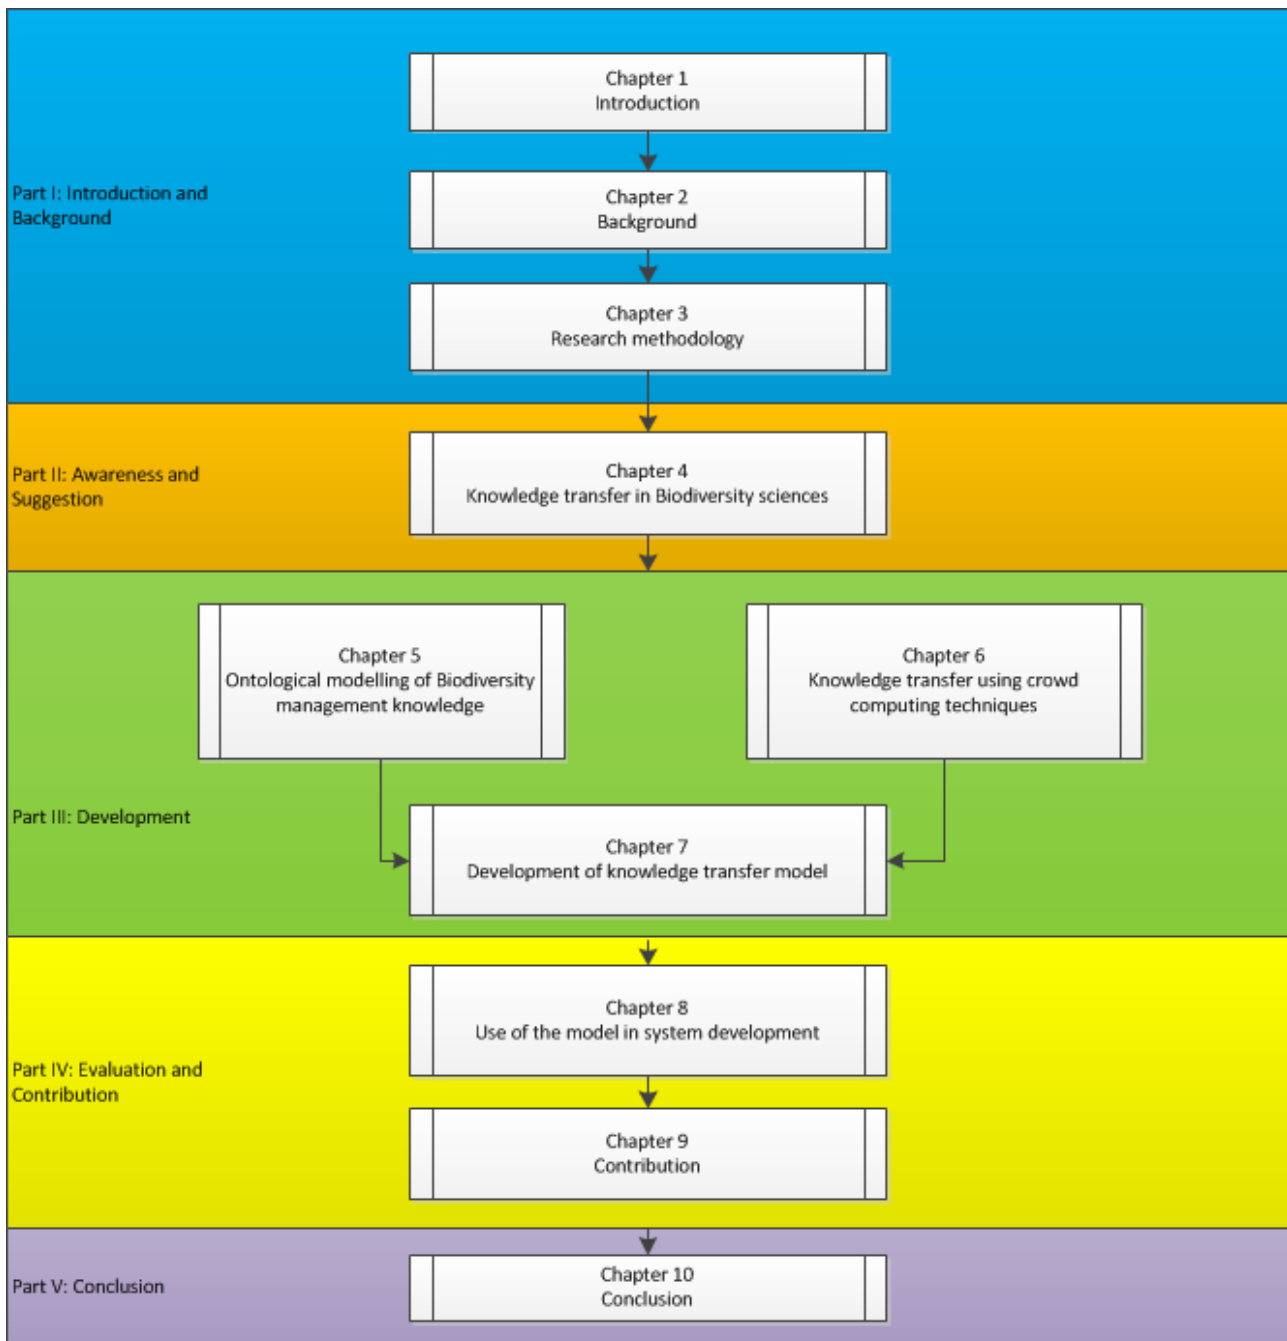 Chapter 1
Introduction
Part I: Introduction and
Background
Chapter 2
Background
Chapter 3
Research methodology
Part II: Awareness and
Suggestion
Chapter 4
Knowledge transfer in Biodiversity sciences
Chapter 5
Ontological modelling of Biodiversity
management knowledge
Chapter 6
Knowledge transfer using crowd
computing techniques
Part III: Development
Chapter 7
Development of knowledge transfer model
Chapter 8
Use of the model in system development
Part IV: Evaluation and
Contribution
Chapter 9
Contribution
Part V: Conclusion
Chapter 10
Conclusion